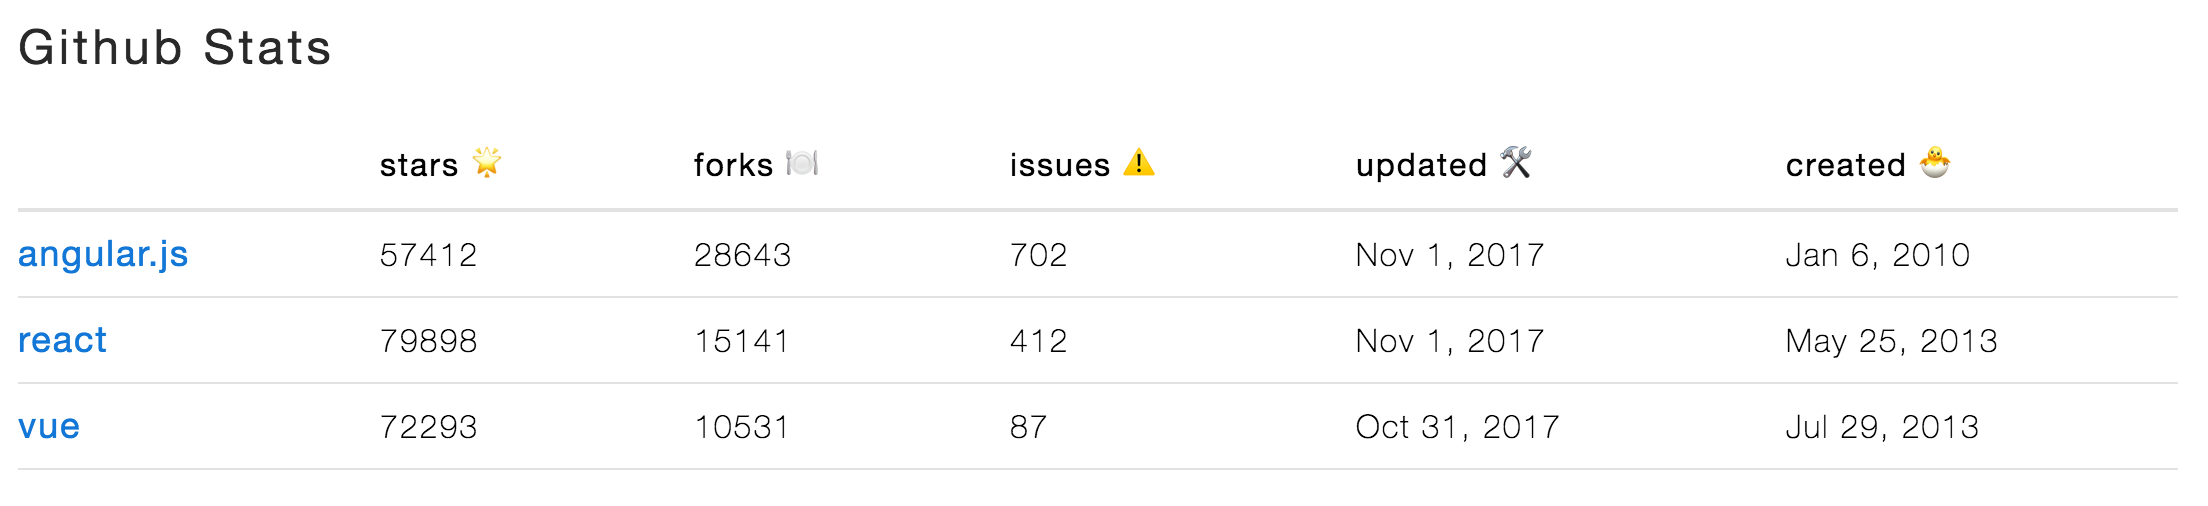 Github Stats
stars 🌟 forks 🍽 issues ⚠️ updated 🛠 created 🐣
angular.js 57412 28643 702 Nov 1, 2017 Jan 6, 2010
react 79898 15141 412 Nov 1, 2017 May 25, 2013
vue 72293 10531 87 Oct 31, 2017 Jul 29, 2013